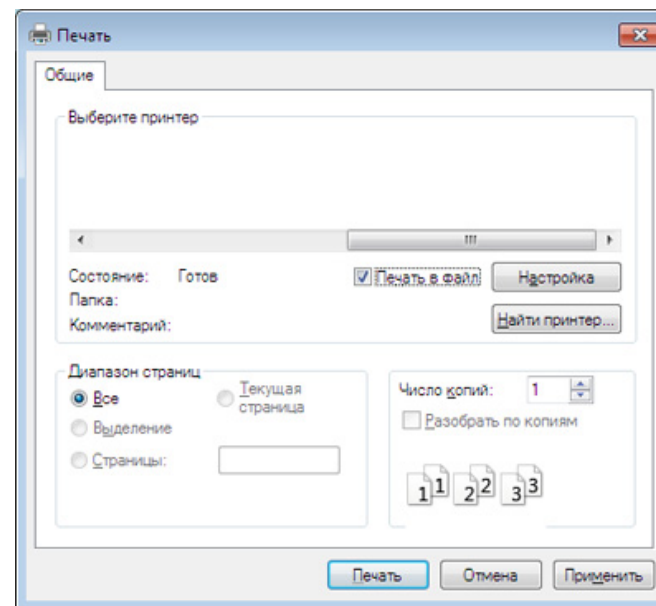 Печать
Общие
Выберите принтер
Состояние: Готов
Печать в файл
Настройка
Папка:
Комментарий:
Найти принтер...
Диапазон страниц
Все
Текущая
страница
Выделение
Страницы:
Число копий: 1
Разобрать по копиям
1 1 2 2 3 3
Печать
Отмена
Применить